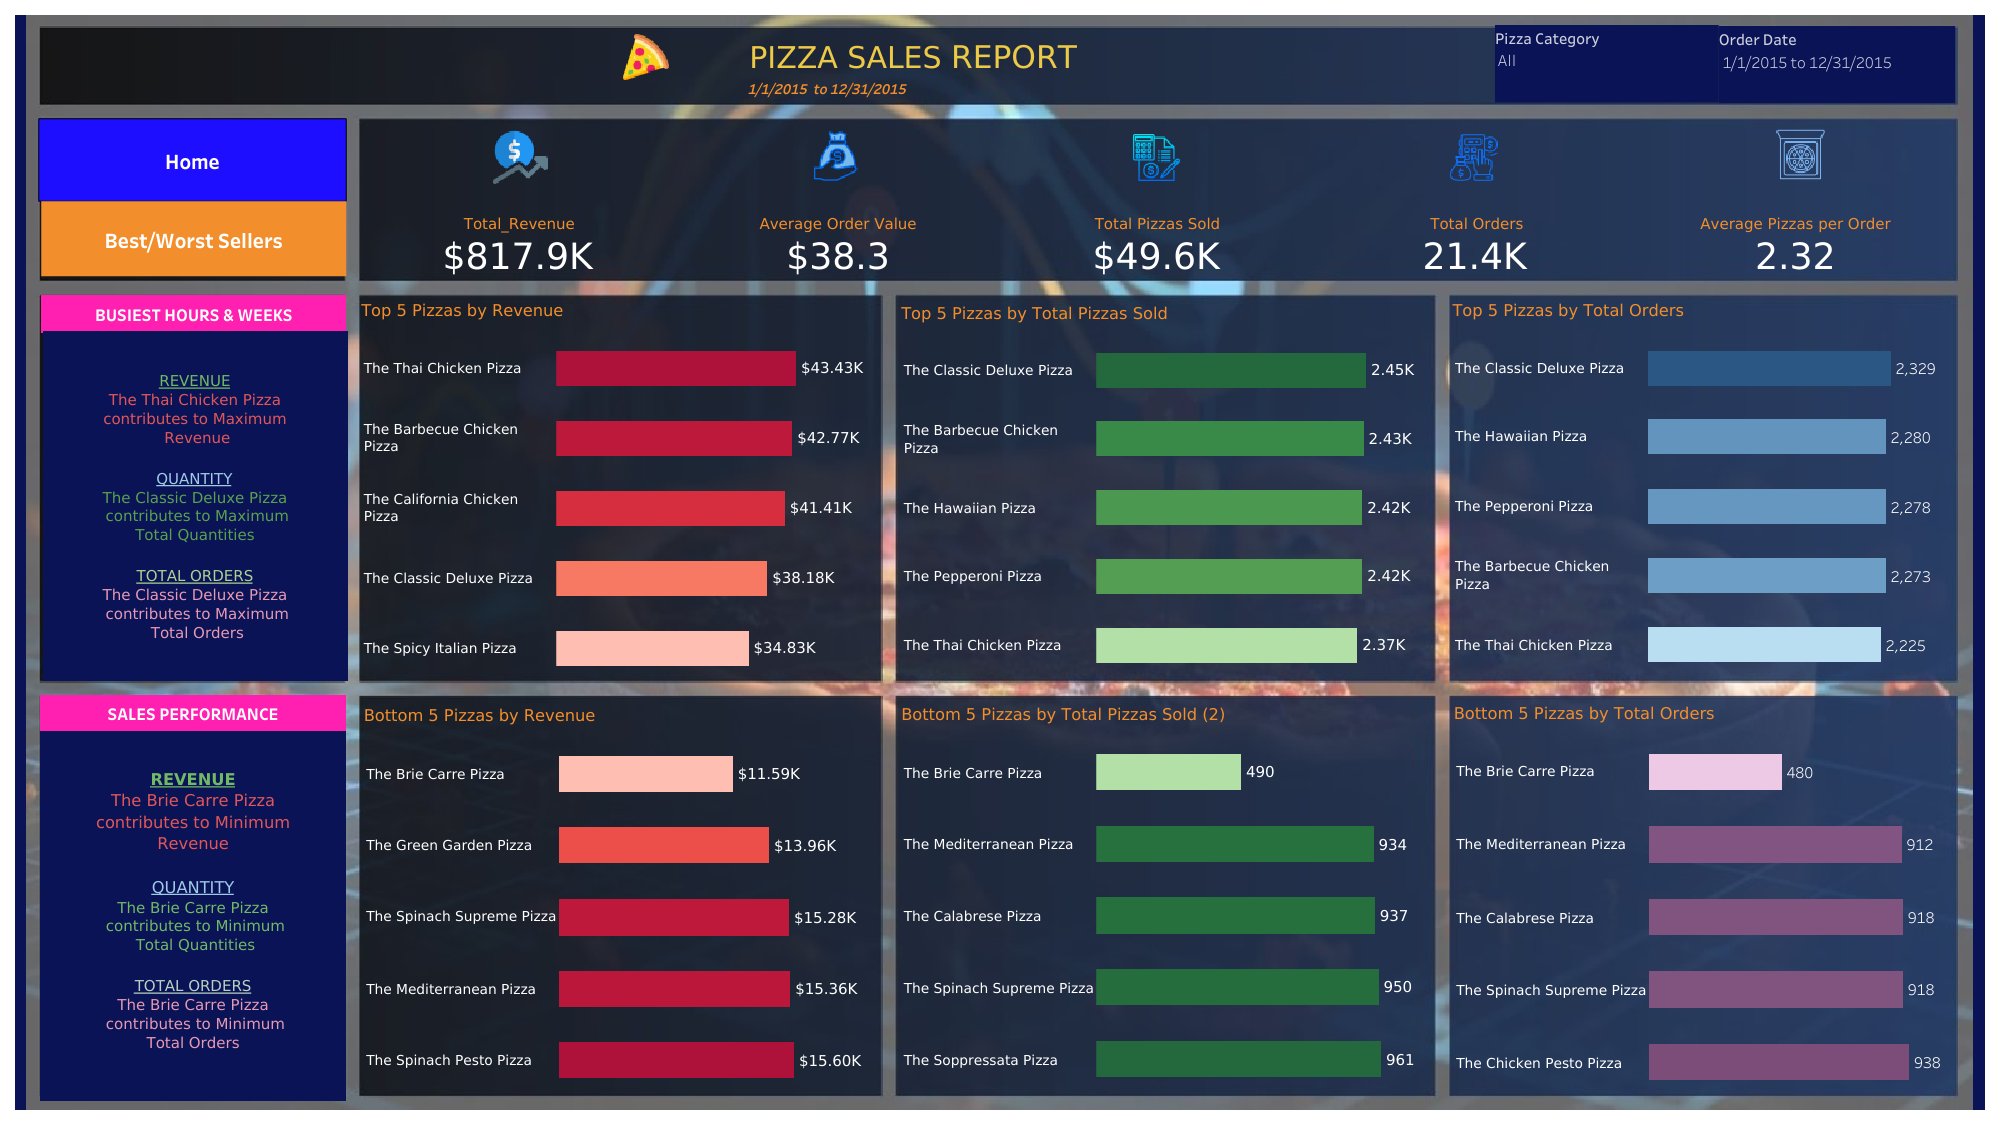 PIZZA SALES REPORT
1/1/2015 to 12/31/2015
Pizza Category
All
Order Date
1/1/2015 to 12/31/2015
Home
Best/Worst Sellers
Total_Revenue
$817.9K
Average Order Value
$38.3
Total Pizzas Sold
$49.6K
Total Orders
21.4K
Average Pizzas per Order
2.32
BUSIEST HOURS & WEEKS
REVENUE
The Thai Chicken Pizza
contributes to Maximum
Revenue
QUANTITY
The Classic Deluxe Pizza
contributes to Maximum
Total Quantities
TOTAL ORDERS
The Classic Deluxe Pizza
contributes to Maximum
Total Orders
Top 5 Pizzas by Revenue
The Thai Chicken Pizza $43.43K
The Barbecue Chicken
Pizza $42.77K
The California Chicken
Pizza $41.41K
The Classic Deluxe Pizza $38.18K
The Spicy Italian Pizza $34.83K
Top 5 Pizzas by Total Pizzas Sold
The Classic Deluxe Pizza 2.45K
The Barbecue Chicken
Pizza 2.43K
The Hawaiian Pizza 2.42K
The Pepperoni Pizza 2.42K
The Thai Chicken Pizza 2.37K
Top 5 Pizzas by Total Orders
The Classic Deluxe Pizza 2,329
The Hawaiian Pizza 2,280
The Pepperoni Pizza 2,278
The Barbecue Chicken
Pizza 2,273
The Thai Chicken Pizza 2,225
SALES PERFORMANCE
REVENUE
The Brie Carre Pizza
contributes to Minimum
Revenue
QUANTITY
The Brie Carre Pizza
contributes to Minimum
Total Quantities
TOTAL ORDERS
The Brie Carre Pizza
contributes to Minimum
Total Orders
Bottom 5 Pizzas by Revenue
The Brie Carre Pizza $11.59K
The Green Garden Pizza $13.96K
The Spinach Supreme Pizza $15.28K
The Mediterranean Pizza $15.36K
The Spinach Pesto Pizza $15.60K
Bottom 5 Pizzas by Total Pizzas Sold (2)
The Brie Carre Pizza 490
The Mediterranean Pizza 934
The Calabrese Pizza 937
The Spinach Supreme Pizza 950
The Soppressata Pizza 961
Bottom 5 Pizzas by Total Orders
The Brie Carre Pizza 480
The Mediterranean Pizza 912
The Calabrese Pizza 918
The Spinach Supreme Pizza 918
The Chicken Pesto Pizza 938